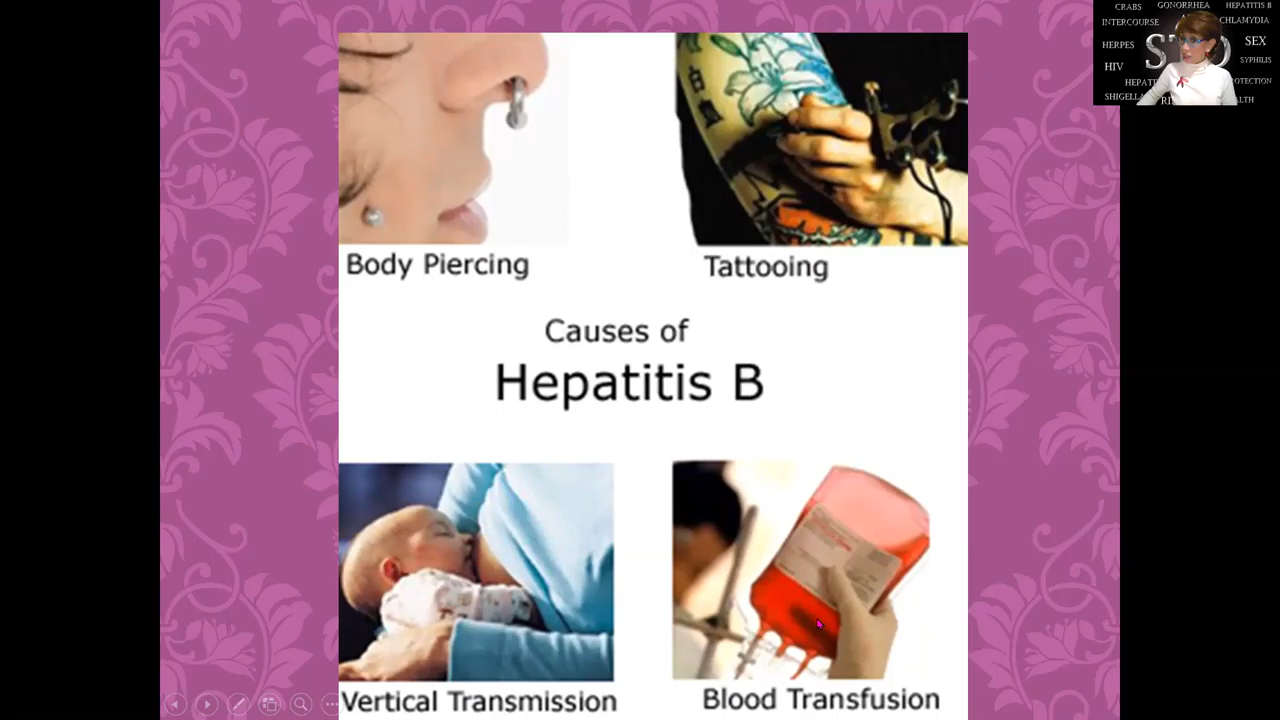 Body Piercing
Tattooing
Causes of
Hepatitis B
Vertical Transmission
Blood Transfusion
CRABS
GONORRHEA
HEPATITIS B
INTERCOURSE
CHLAMYDIA
HERPES
SEX
HIV
SYPHILIS